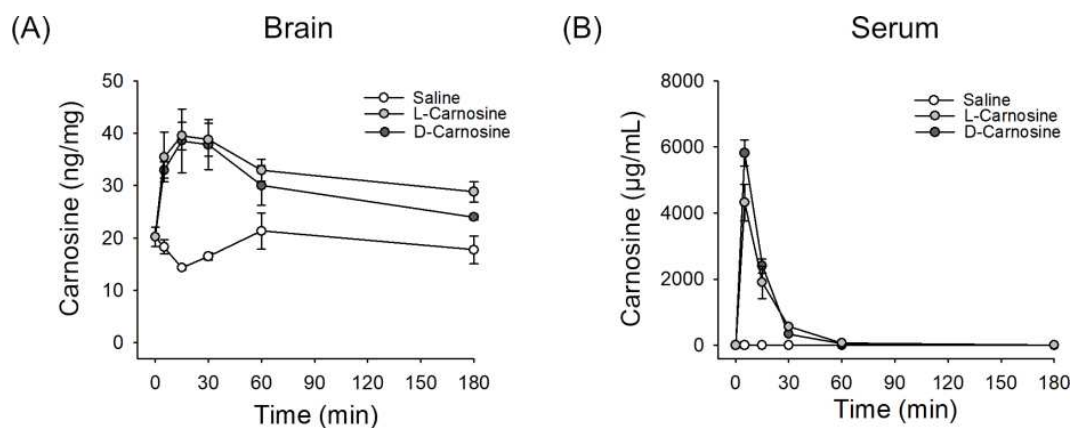 (A) Brain
50
40
30
20
10
0
Carnosine (ng/mg)
Saline
L-Carnosine
D-Carnosine
0 30 60 90 120 150 180
Time (min)
(B) Serum
8000
6000
4000
2000
0
Carnosine (µg/mL)
Saline
L-Carnosine
D-Carnosine
0 30 60 90 120 150 180
Time (min)